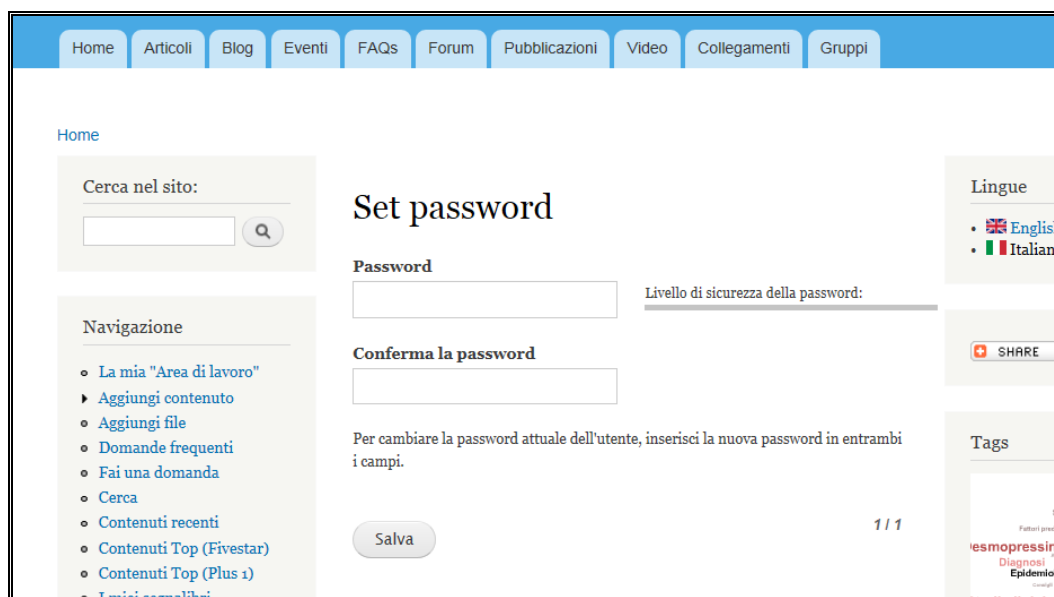 Home Articoli Blog Eventi FAQs Forum Pubblicazioni Video Collegamenti Gruppi
Home
Cerca nel sito:
Navigazione
La mia "Area di lavoro"
Aggiungi contenuto
Aggiungi file
Domande frequenti
Fai una domanda
Cerca
Contenuti recenti
Contenuti Top (Fivestar)
Contenuti Top (Plus 1)
Set password
Password
Livello di sicurezza della password:
Conferma la password
Per cambiare la password attuale dell'utente, inserisci la nuova password in entrambi
i campi.
Salva
1 / 1
Lingue
English
Italian
SHARE
Tags
Diagnosi